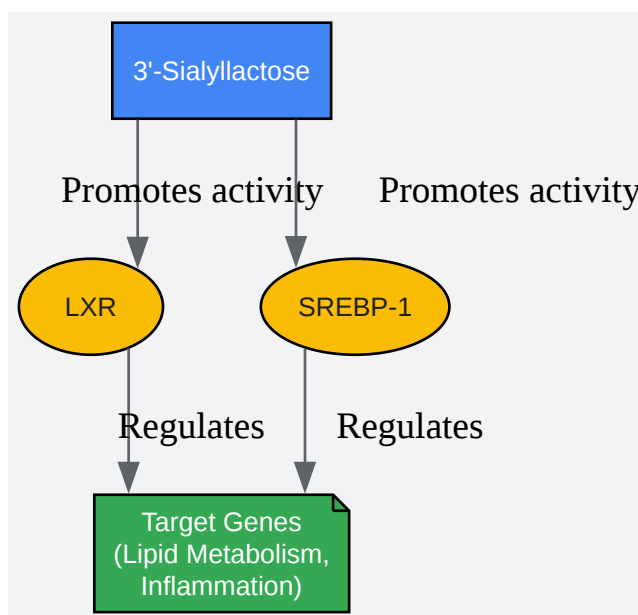 3'-Sialyllactose
Promotes activity
Promotes activity
LXR
SREBP-1
Regulates
Regulates
Target Genes
(Lipid Metabolism,
Inflammation)